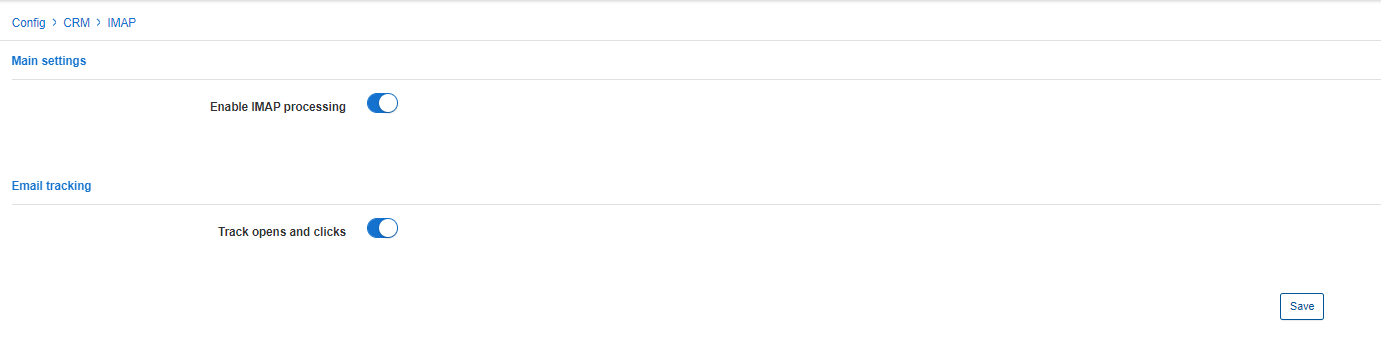 Config > CRM > IMAP
Main settings
Enable IMAP processing
Email tracking
Track opens and clicks
Save